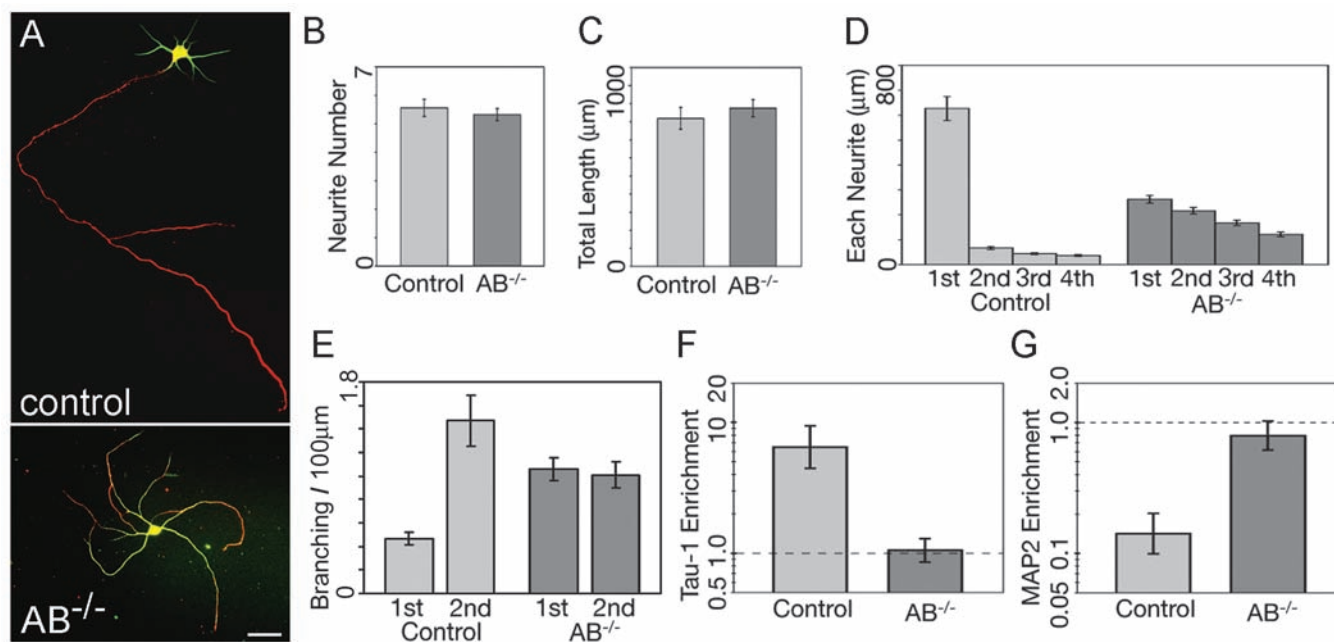 A
control
AB-/-
B
Neurite Number
7
0
Control AB-/-
C
Total Length (μm)
1000
0
Control AB-/-
D
Each Neurite (μm)
800
0
1st 2nd 3rd 4th
Control
1st 2nd 3rd 4th
AB-/-
E
Branching / 100μm
1.8
0
1st 2nd
Control
1st 2nd
AB-/-
F
Tau-1 Enrichment
20
10
1.0
0.5
Control AB-/-
G
MAP2 Enrichment
2.0
1.0
0.1
0.05
Control AB-/-